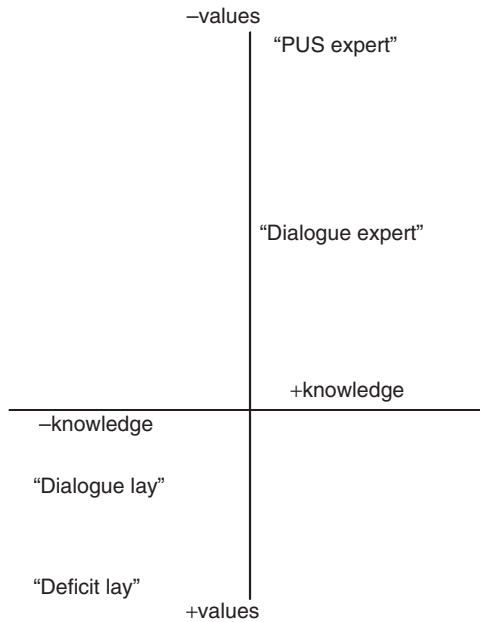 –values
“PUS expert”
“Dialogue expert”
+knowledge
–knowledge
“Dialogue lay”
“Deficit lay”
+values